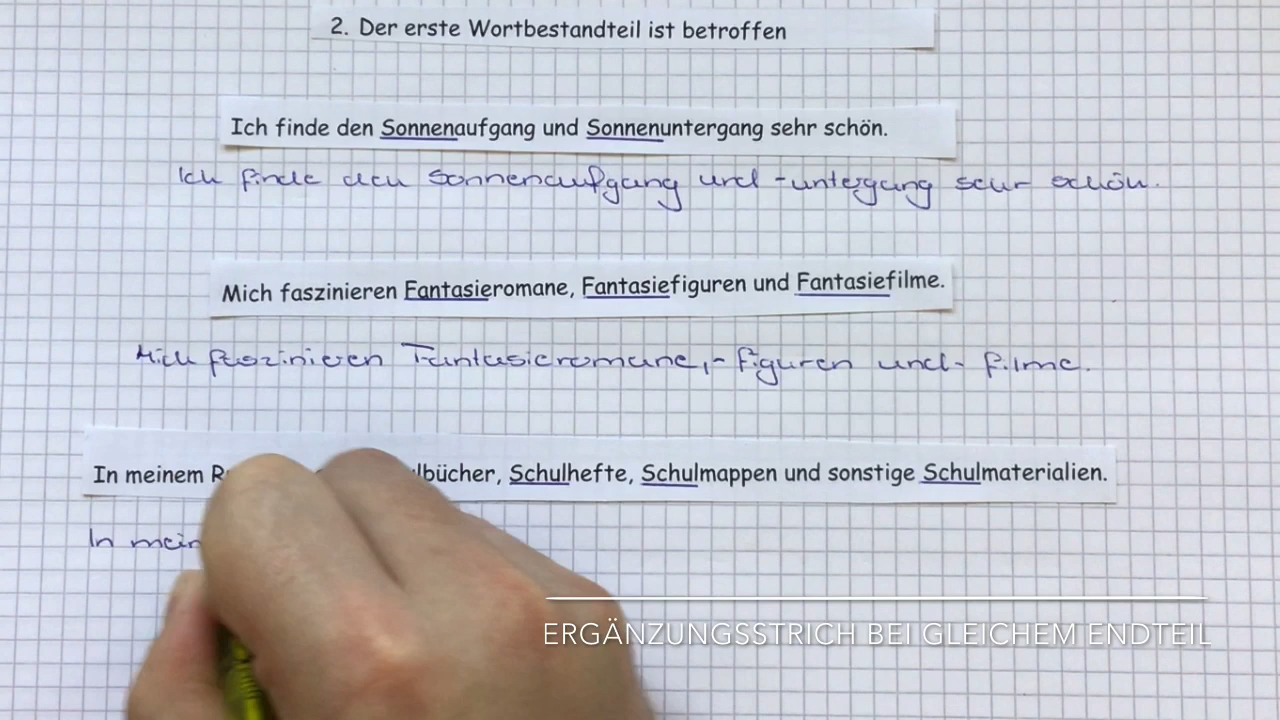 2. Der erste Wortbestandteil ist betroffen
Ich finde den Sonnenaufgang und Sonnenuntergang sehr schön.
Ich finde den Sonnenaufgang und -untergang sehr schön.
Mich faszinieren Fantasieromane, Fantasiefiguren und Fantasiefilme.
Mich faszinieren Fantasieromane, -figuren und -filme.
In meinem lbücher, Schulhefte, Schulmappen und sonstige Schulmaterialien.
In mein
ERGÄNZUNGSSTRICH BEI GLEICHEM ENDTEIL